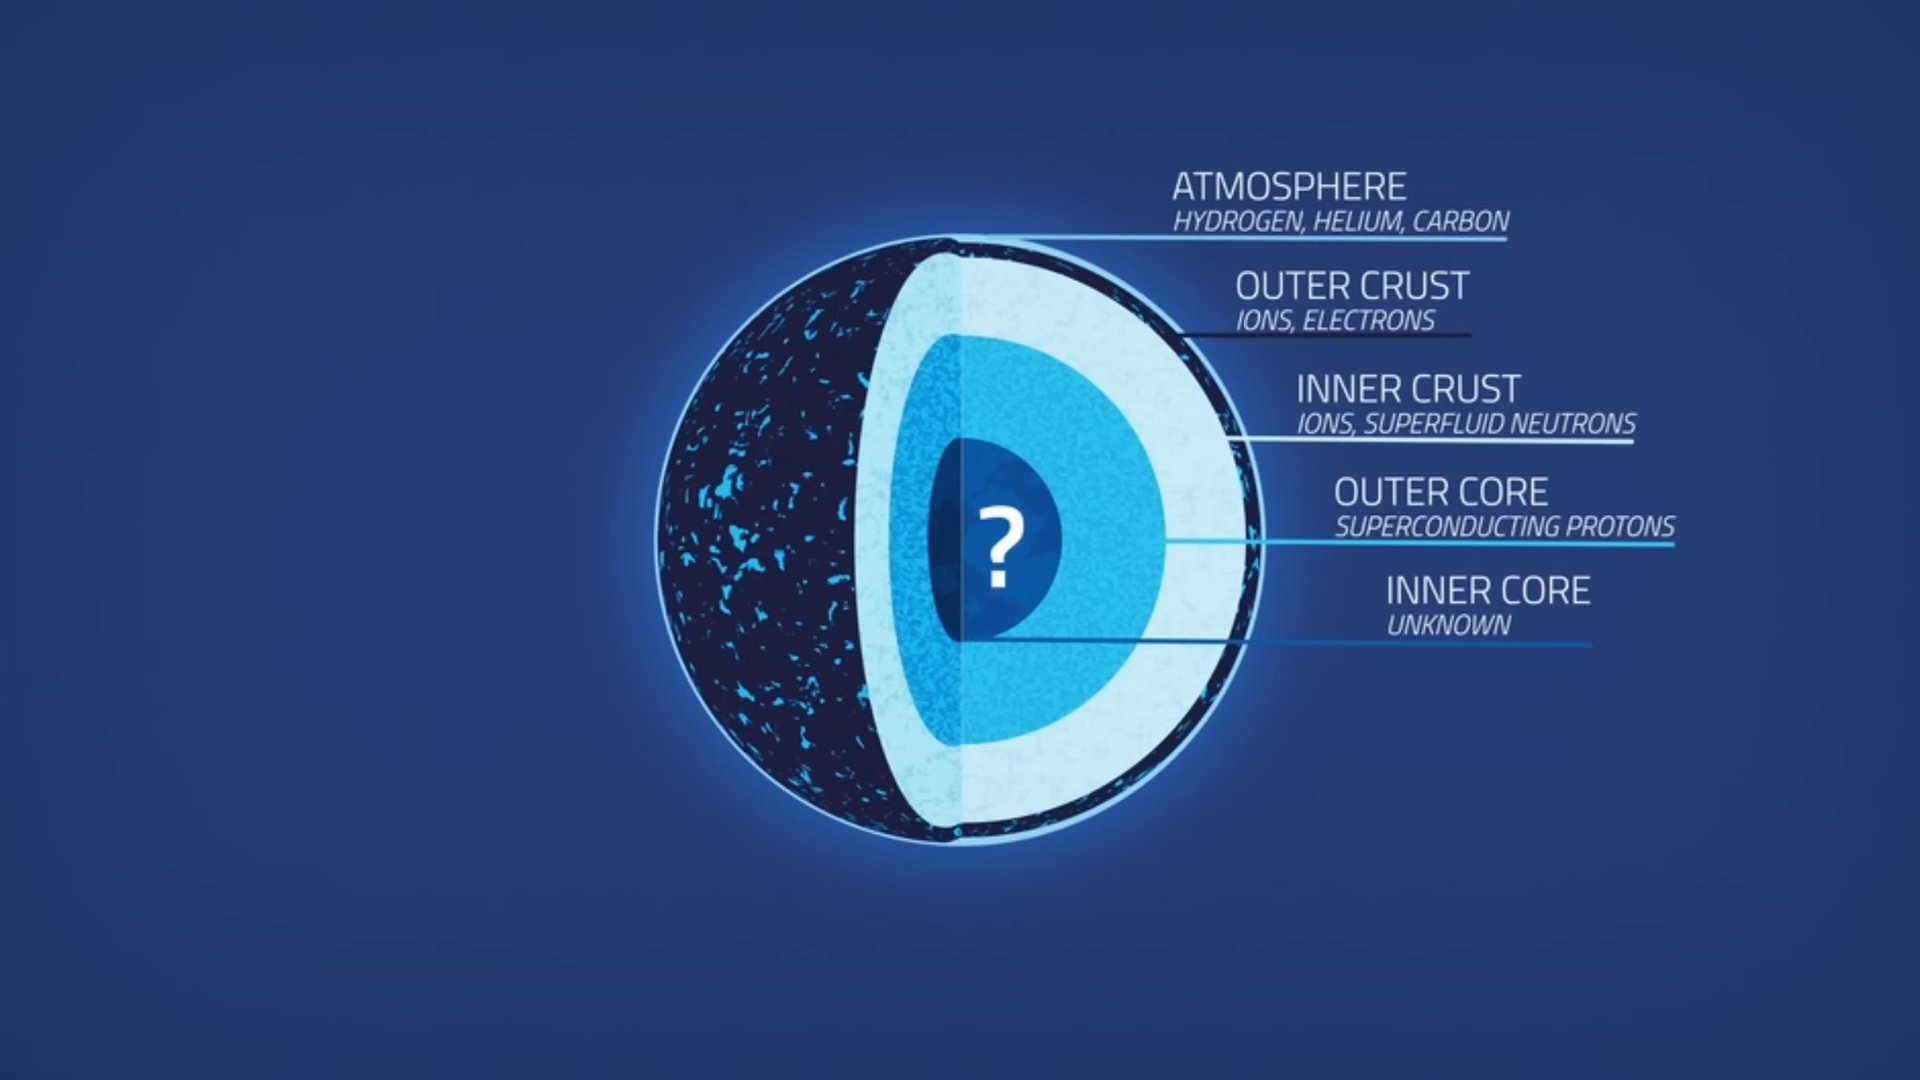 ATMOSPHERE
HYDROGEN, HELIUM, CARBON
OUTER CRUST
IONS, ELECTRONS
INNER CRUST
IONS, SUPERFLUID NEUTRONS
OUTER CORE
SUPERCONDUCTING PROTONS
?
INNER CORE
UNKNOWN